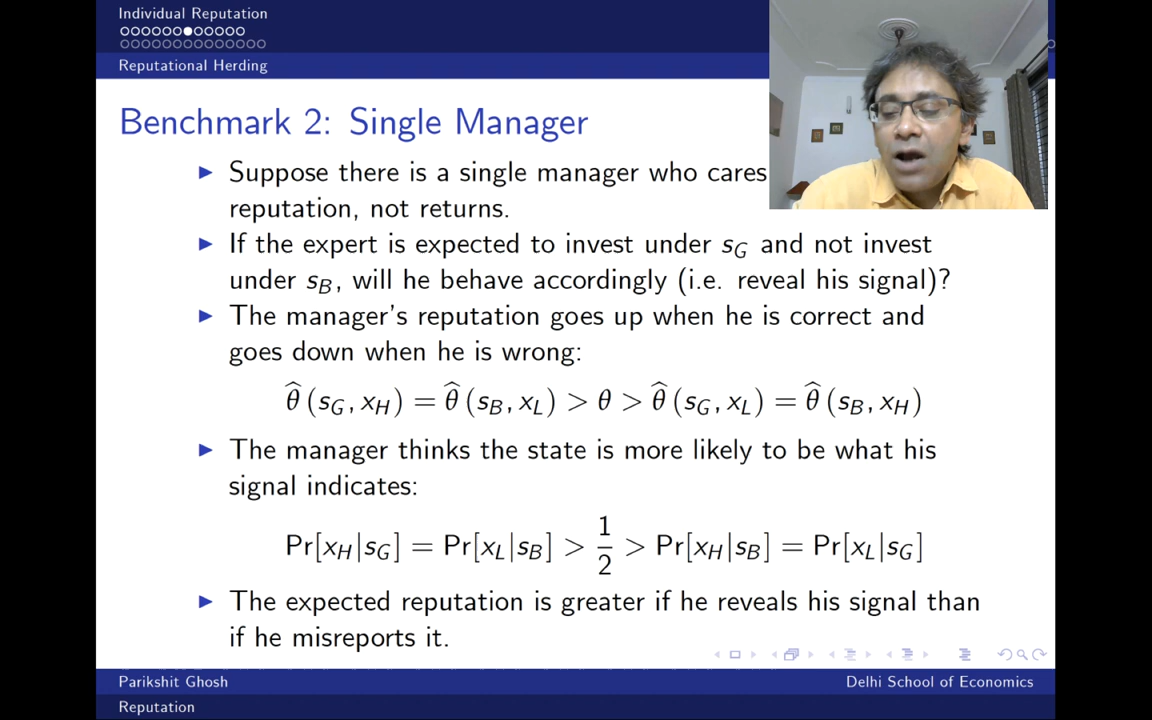 Individual Reputation
Reputational Herding
Benchmark 2: Single Manager
Suppose there is a single manager who cares
reputation, not returns.
If the expert is expected to invest under s_G and not invest
under s_B, will he behave accordingly (i.e. reveal his signal)?
The manager's reputation goes up when he is correct and
goes down when he is wrong:
θ̂ (s_G, x_H) = θ̂ (s_B, x_L) > θ > θ̂ (s_G, x_L) = θ̂ (s_B, x_H)
The manager thinks the state is more likely to be what his
signal indicates:
Pr[x_H|s_G] = Pr[x_L|s_B] > 1/2 > Pr[x_H|s_B] = Pr[x_L|s_G]
The expected reputation is greater if he reveals his signal than
if he misreports it.
Parikshit Ghosh
Delhi School of Economics
Reputation